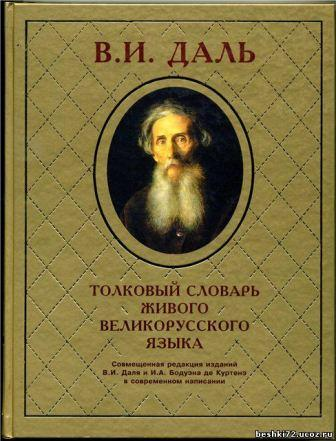 В.И. ДАЛЬ
ТОЛКОВЫЙ СЛОВАРЬ
ЖИВОГО
ВЕЛИКОРУССКОГО
ЯЗЫКА
Совмещенная редакция изданий
В.И. Даля и И.А. Бодуэна де Куртенэ
в современном написании
beshki72.ucoz.ru